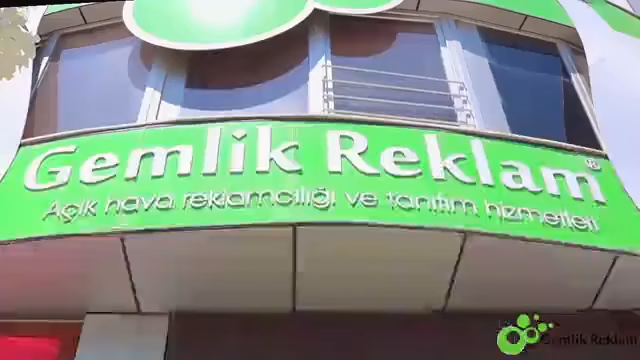 Gemlik Reklam®
Açık hava reklamcılığı ve tanıtım hizmetleri
Gemlik Reklam